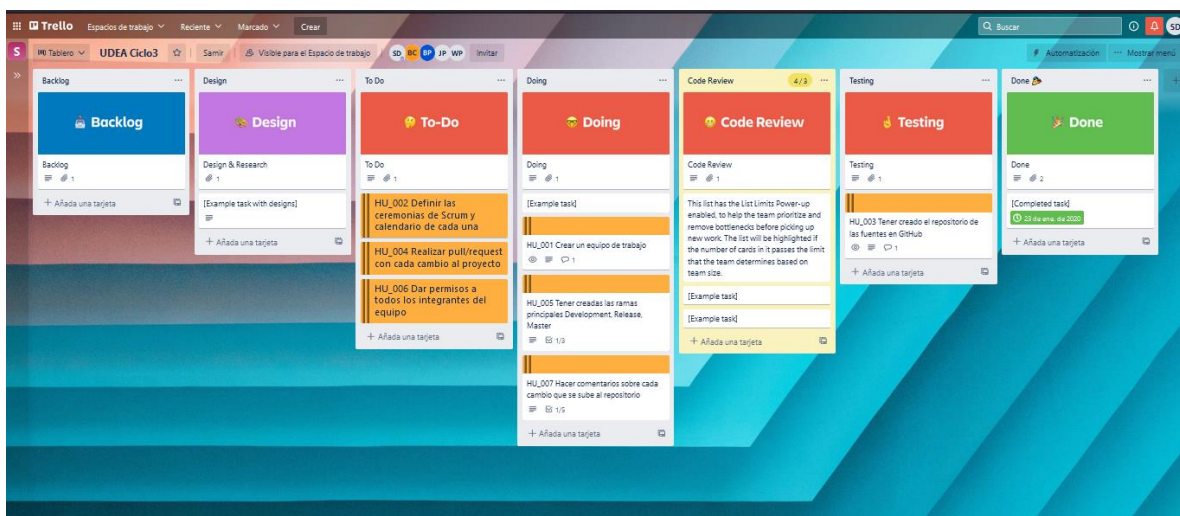 Trello Espacios de trabajo Reciente Marcado Crear Buscar SD
S Tablero UDEA Ciclo3 Samir Visible para el Espacio de trabajo SD BC BP JP WP Invitar Automatización Mostrar menú
Backlog
Backlog
Backlog
1
+ Añada una tarjeta
Design
Design
Design & Research
1
[Example task with designs]
+ Añada una tarjeta
To Do
To-Do
To Do
1
HU_002 Definir las
ceremonias de Scrum y
calendario de cada una
HU_004 Realizar pull/request
con cada cambio al proyecto
HU_006 Dar permisos a
todos los integrantes del
equipo
+ Añada una tarjeta
Doing
Doing
Doing
1
[Example task]
HU_001 Crear un equipo de trabajo
1
HU_005 Tener creadas las ramas
principales Development, Release,
Master
1/3
HU_007 Hacer comentarios sobre cada
cambio que se sube al repositorio
1/5
+ Añada una tarjeta
Code Review 4/3
Code Review
Code Review
1
This list has the List Limits Power-up
enabled, to help the team prioritize and
remove bottlenecks before picking up
new work. The list will be highlighted if
the number of cards in it passes the limit
that the team determines based on
team size.
[Example task]
[Example task]
+ Añada una tarjeta
Testing
Testing
Testing
1
HU_003 Tener creado el repositorio de
las fuentes en GitHub
1
+ Añada una tarjeta
Done
Done
Done
2
[Completed task]
23 de ene. de 2020
+ Añada una tarjeta